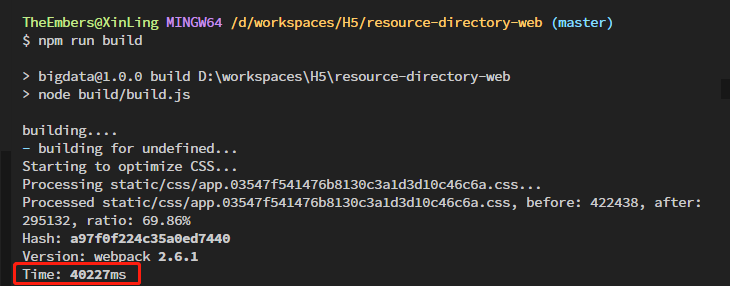 TheEmbers@XinLing MINGW64 /d/workspaces/H5/resource-directory-web (master)
$ npm run build
> bigdata@1.0.0 build D:\workspaces\H5\resource-directory-web
> node build/build.js
building....
- building for undefined...
Starting to optimize CSS...
Processing static/css/app.03547f541476b8130c3a1d3d10c46c6a.css...
Processed static/css/app.03547f541476b8130c3a1d3d10c46c6a.css, before: 422438, after:
295132, ratio: 69.86%
Hash: a97f0f224c35a0ed7440
Version: webpack 2.6.1
Time: 40227ms